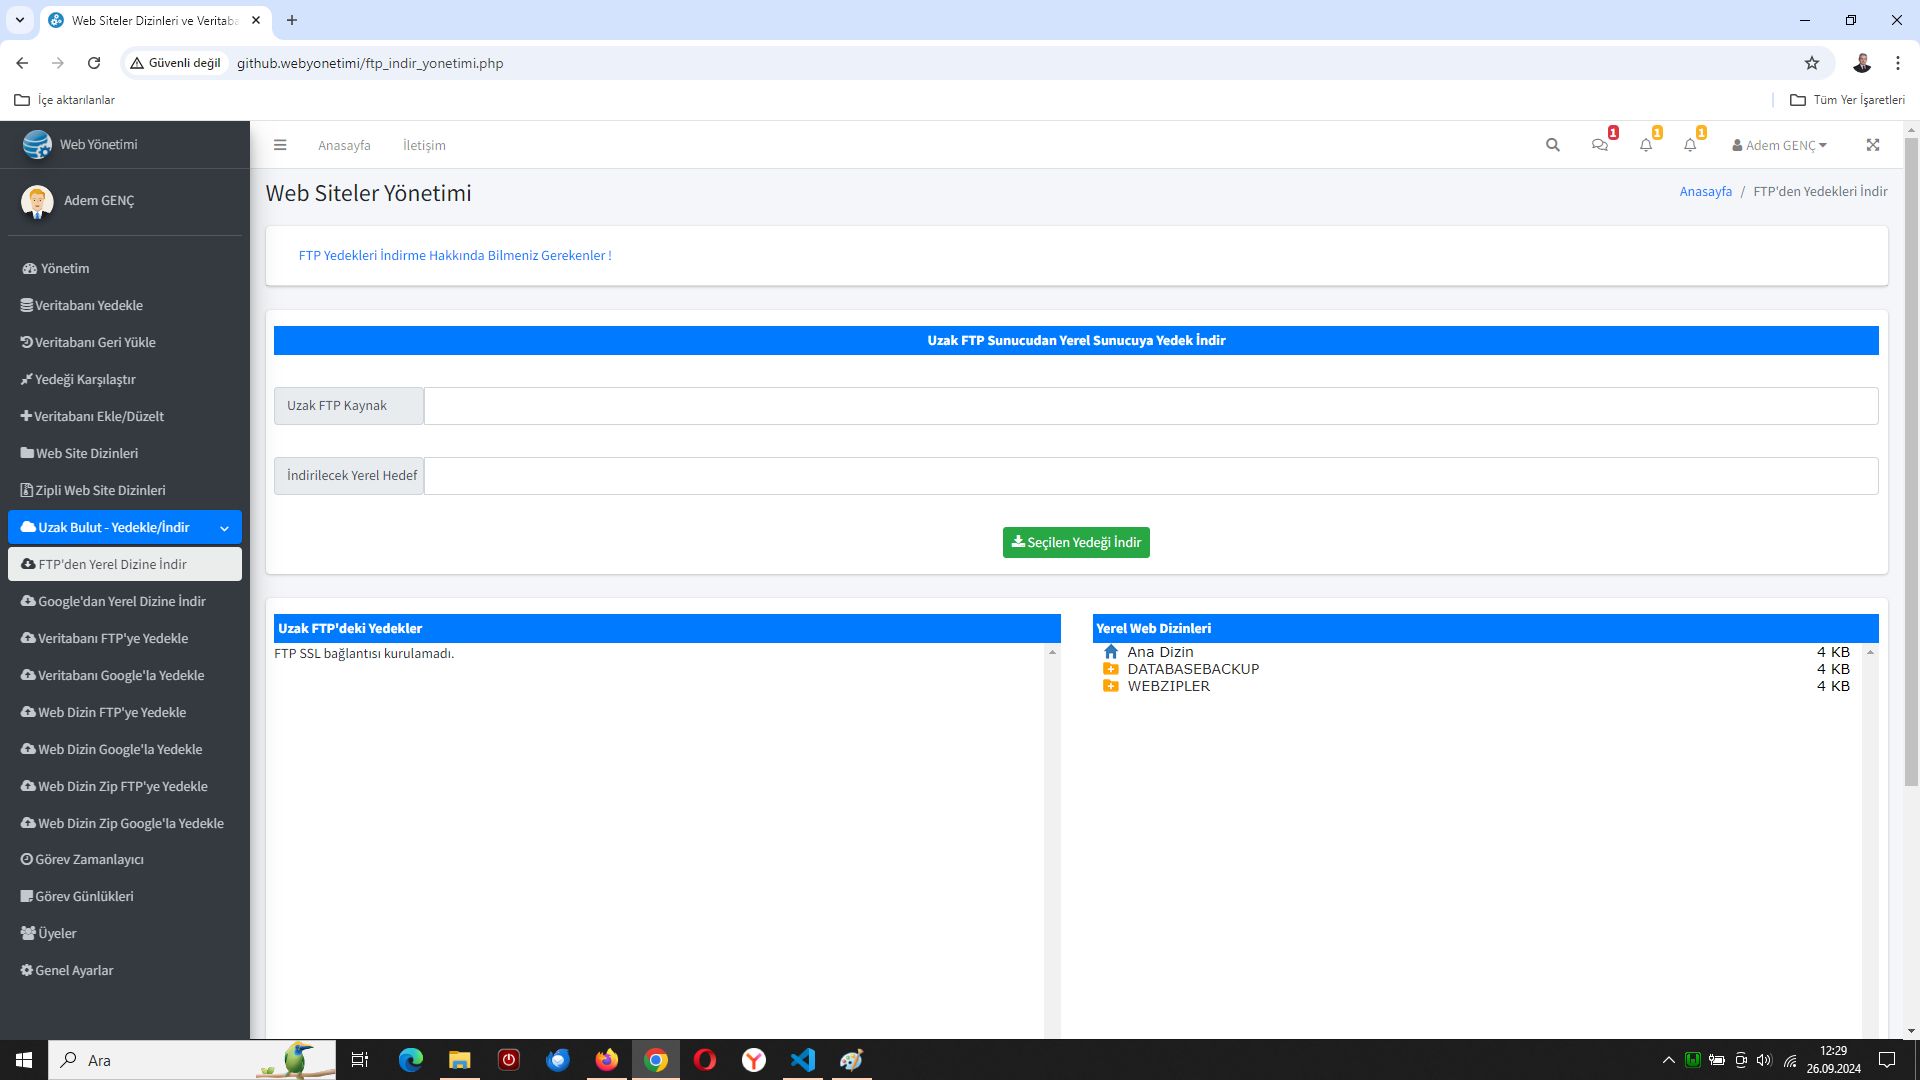 Web Siteler Dizinleri ve Veritaba
Güvenli değil
github.webyonetimi/ftp_indir_yonetimi.php
İçe aktarılanlar
Tüm Yer İşaretleri
Web Yönetimi
Anasayfa
İletişim
1
1
1
Adem GENÇ
Adem GENÇ
Web Siteler Yönetimi
Anasayfa / FTP'den Yedekleri İndir
FTP Yedekleri İndirme Hakkında Bilmeniz Gerekenler !
Yönetim
Veritabanı Yedekle
Veritabanı Geri Yükle
Yedeği Karşılaştır
Veritabanı Ekle/Düzelt
Web Site Dizinleri
Zipli Web Site Dizinleri
Uzak Bulut - Yedekle/İndir
FTP'den Yerel Dizine İndir
Google'dan Yerel Dizine İndir
Veritabanı FTP'ye Yedekle
Veritabanı Google'la Yedekle
Web Dizin FTP'ye Yedekle
Web Dizin Google'la Yedekle
Web Dizin Zip FTP'ye Yedekle
Web Dizin Zip Google'la Yedekle
Görev Zamanlayıcı
Görev Günlükleri
Üyeler
Genel Ayarlar
Uzak FTP Sunucudan Yerel Sunucuya Yedek İndir
Uzak FTP Kaynak
İndirilecek Yerel Hedef
Seçilen Yedeği İndir
Uzak FTP'deki Yedekler
FTP SSL bağlantısı kurulamadı.
Yerel Web Dizinleri
Ana Dizin 4 KB
DATABASEBACKUP 4 KB
WEBZIPLER 4 KB
Ara
12:29
26.09.2024